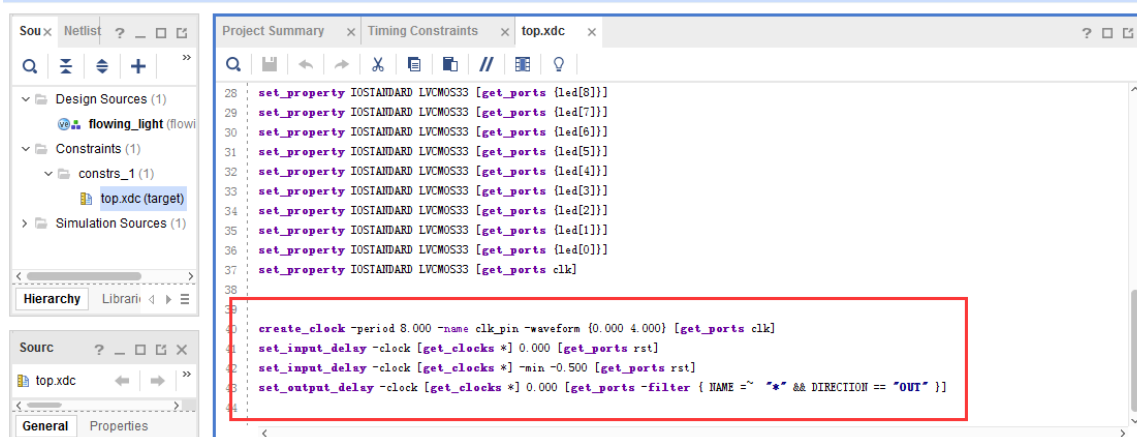 Sou × Netlist ? _
»
Design Sources (1)
flowing_light (flowi
Constraints (1)
constrs_1 (1)
top.xdc (target)
Simulation Sources (1)
Hierarchy Librari
Sourc ? _ ×
top.xdc »
General Properties
Project Summary × Timing Constraints × top.xdc × ?
28 set_property IOSTANDARD LVCMOS33 [get_ports {led[8]}]
29 set_property IOSTANDARD LVCMOS33 [get_ports {led[7]}]
30 set_property IOSTANDARD LVCMOS33 [get_ports {led[6]}]
31 set_property IOSTANDARD LVCMOS33 [get_ports {led[5]}]
32 set_property IOSTANDARD LVCMOS33 [get_ports {led[4]}]
33 set_property IOSTANDARD LVCMOS33 [get_ports {led[3]}]
34 set_property IOSTANDARD LVCMOS33 [get_ports {led[2]}]
35 set_property IOSTANDARD LVCMOS33 [get_ports {led[1]}]
36 set_property IOSTANDARD LVCMOS33 [get_ports {led[0]}]
37 set_property IOSTANDARD LVCMOS33 [get_ports clk]
38
39
40 create_clock -period 8.000 -name clk_pin -waveform {0.000 4.000} [get_ports clk]
41 set_input_delay -clock [get_clocks *] 0.000 [get_ports rst]
42 set_input_delay -clock [get_clocks *] -min -0.500 [get_ports rst]
43 set_output_delay -clock [get_clocks *] 0.000 [get_ports -filter { NAME =~ "*" && DIRECTION == "OUT" }]
44